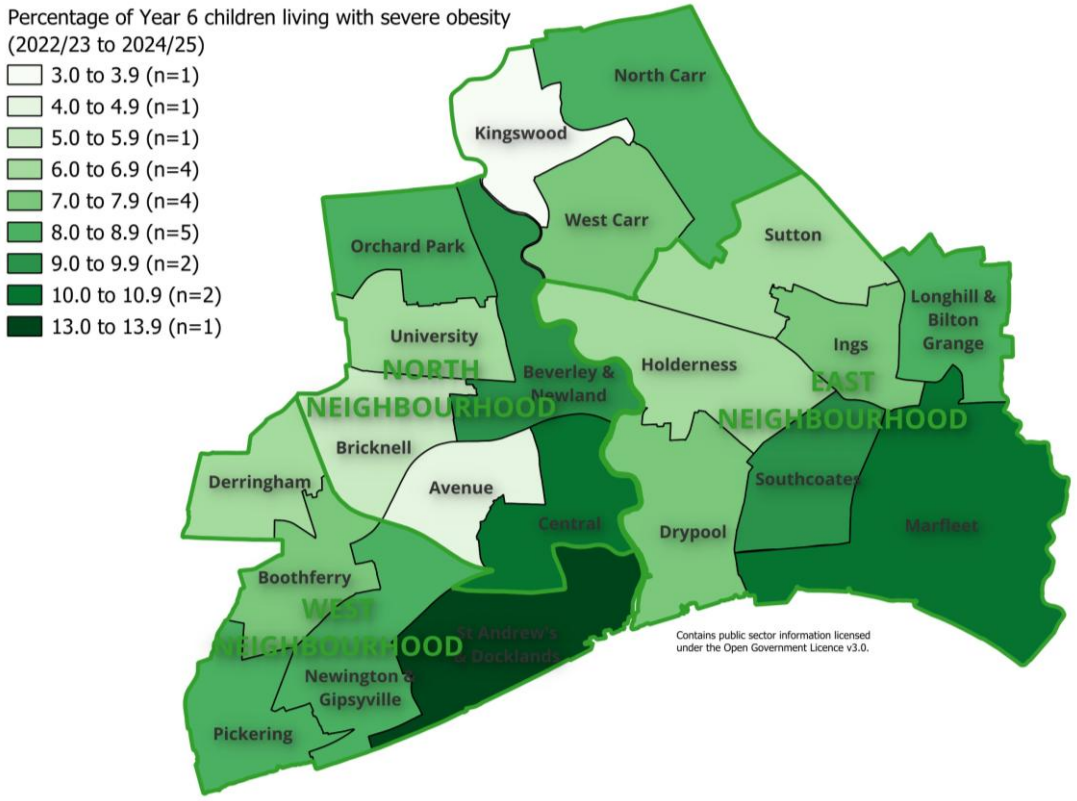 Percentage of Year 6 children living with severe obesity
(2022/23 to 2024/25)
3.0 to 3.9 (n=1)
4.0 to 4.9 (n=1)
5.0 to 5.9 (n=1)
6.0 to 6.9 (n=4)
7.0 to 7.9 (n=4)
8.0 to 8.9 (n=5)
9.0 to 9.9 (n=2)
10.0 to 10.9 (n=2)
13.0 to 13.9 (n=1)
North Carr
Kingswood
West Carr
Sutton
Orchard Park
Longhill &
Bilton
Grange
University
Ings
NORTH
NEIGHBOURHOOD
Beverley &
Newland
Holderness
EAST
NEIGHBOURHOOD
Bricknell
Derringham
Avenue
Southcoates
Central
Drypool
Marfleet
Boothferry
WEST
NEIGHBOURHOOD
St Andrew's
& Docklands
Contains public sector information licensed
under the Open Government Licence v3.0.
Newington &
Gipsyville
Pickering